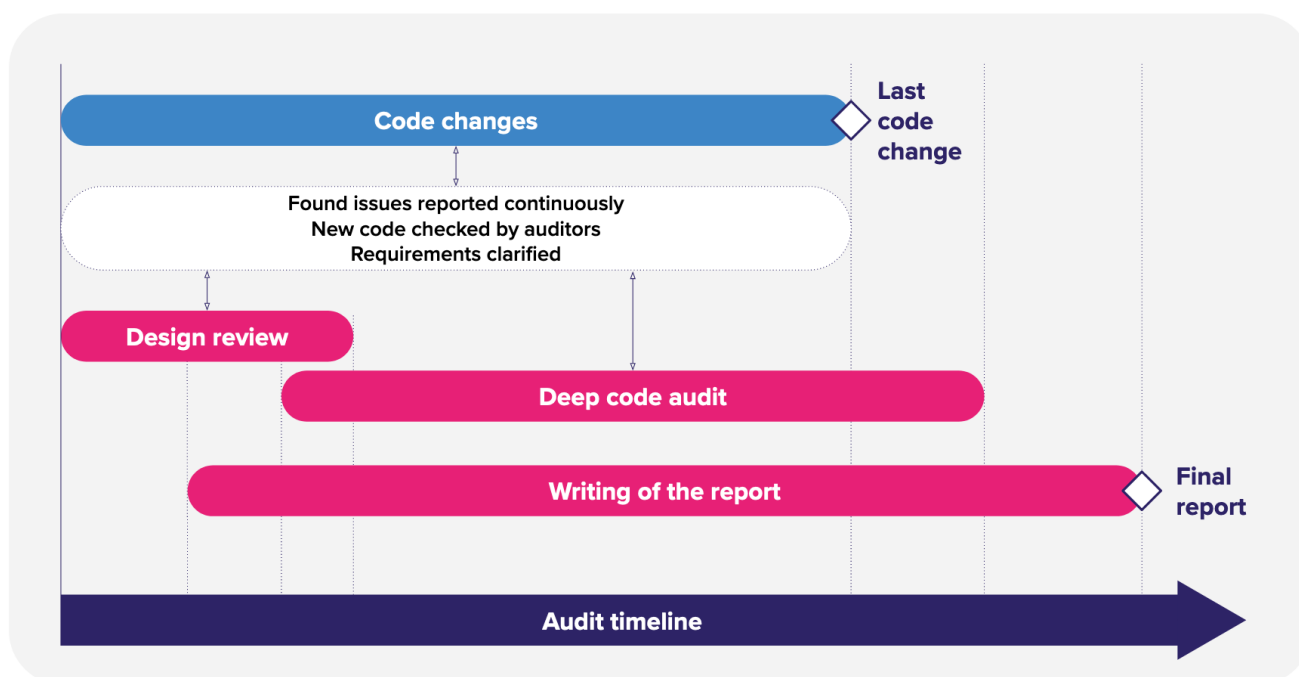 Code changes
Last
code
change
Found issues reported continuously
New code checked by auditors
Requirements clarified
Design review
Deep code audit
Writing of the report
Final
report
Audit timeline